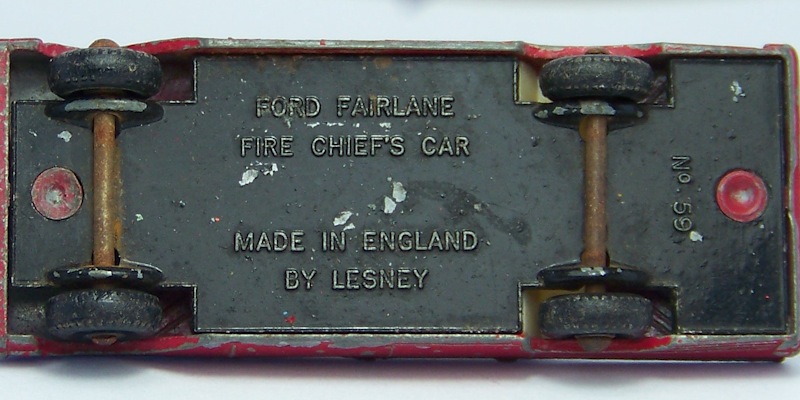 FORD FAIRLANE
FIRE CHIEF'S CAR
MADE IN ENGLAND
BY LESNEY
No. 59